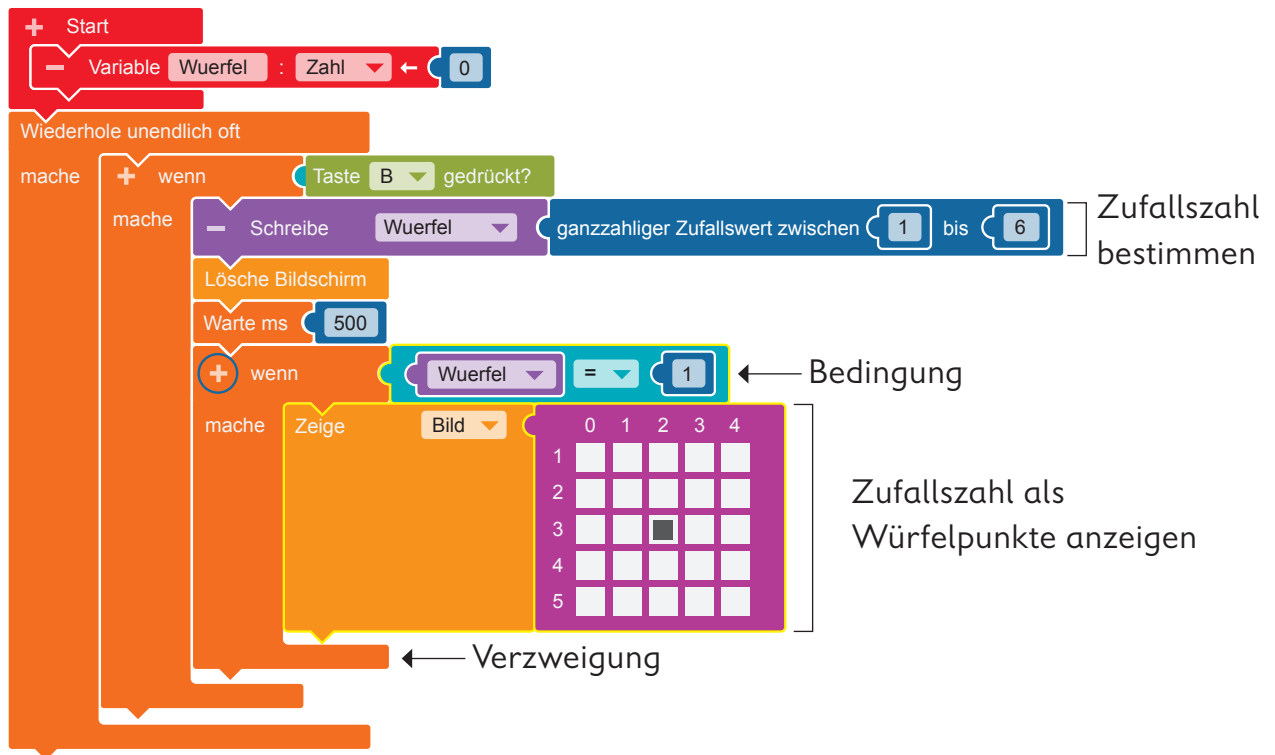 + Start
− Variable Wuerfel : Zahl ← 0
Wiederhole unendlich oft
mache + wenn Taste B gedrückt?
mache − Schreibe Wuerfel ganzzahliger Zufallswert zwischen 1 bis 6
Zufallszahl
bestimmen
Lösche Bildschirm
Warte ms 500
+ wenn Wuerfel = 1
Bedingung
mache Zeige Bild 0 1 2 3 4
1
2
3
4
5
Zufallszahl als
Würfelpunkte anzeigen
Verzweigung